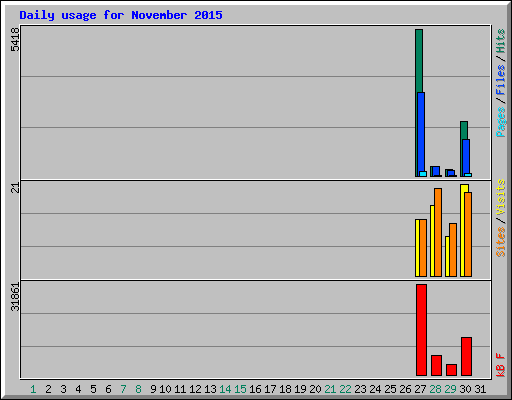 Daily usage for November 2015
5418
21
31861
Pages / Files / Hits
Sites / Visits
kB F
1 2 3 4 5 6 7 8 9 10 11 12 13 14 15 16 17 18 19 20 21 22 23 24 25 26 27 28 29 30 31